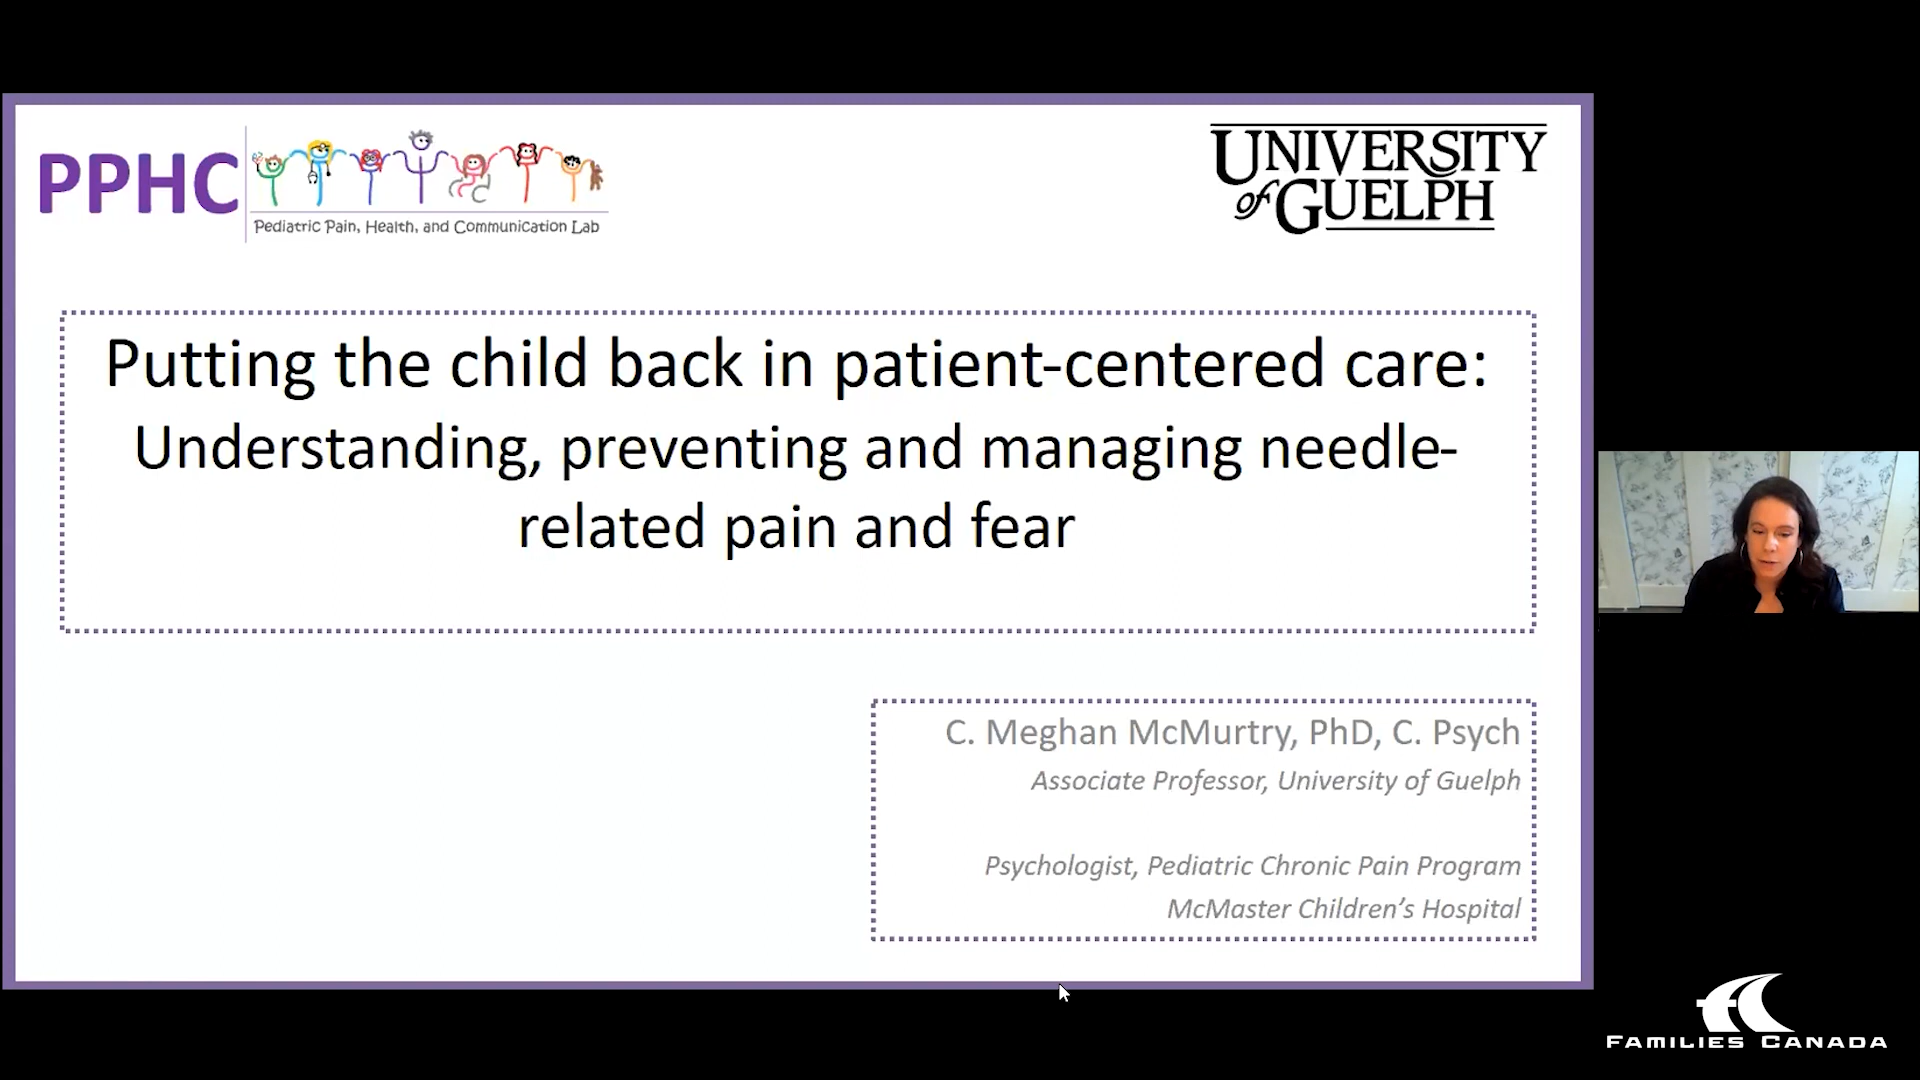 PPHC
Pediatric Pain, Health, and Communication Lab
UNIVERSITY
of GUELPH
Putting the child back in patient-centered care:
Understanding, preventing and managing needle-
related pain and fear
C. Meghan McMurtry, PhD, C. Psych
Associate Professor, University of Guelph
Psychologist, Pediatric Chronic Pain Program
McMaster Children’s Hospital
fc
FAMILIES CANADA